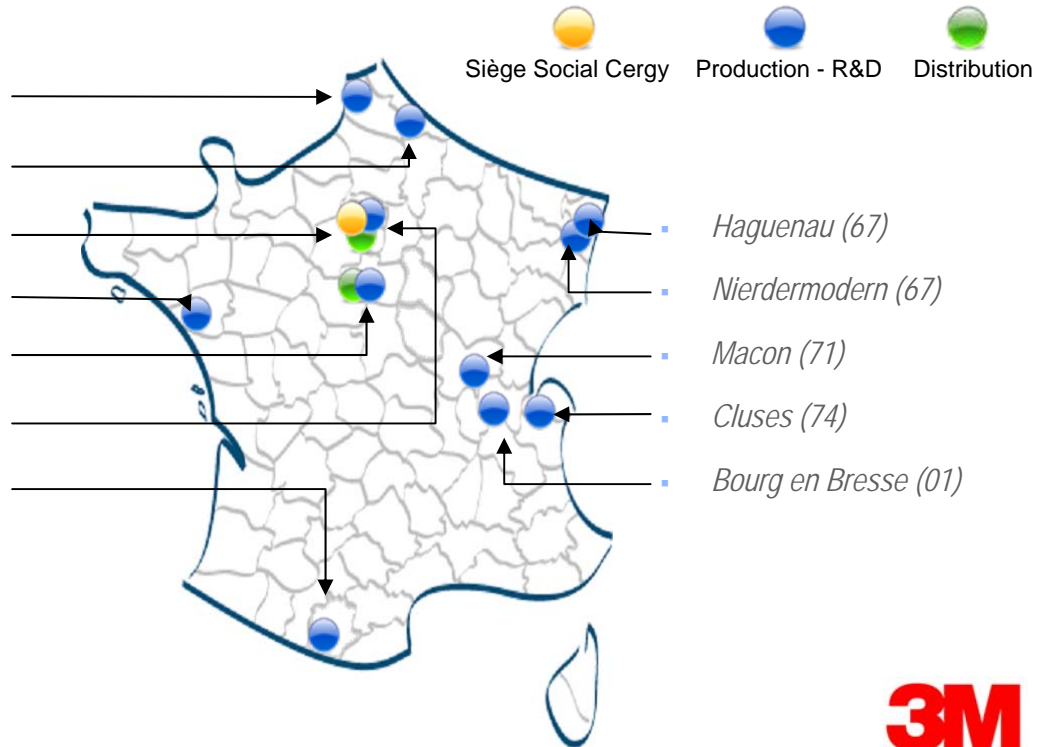 Siège Social Cergy
Production - R&D
Distribution
Haguenau (67)
Nierdermodern (67)
Macon (71)
Cluses (74)
Bourg en Bresse (01)
3M